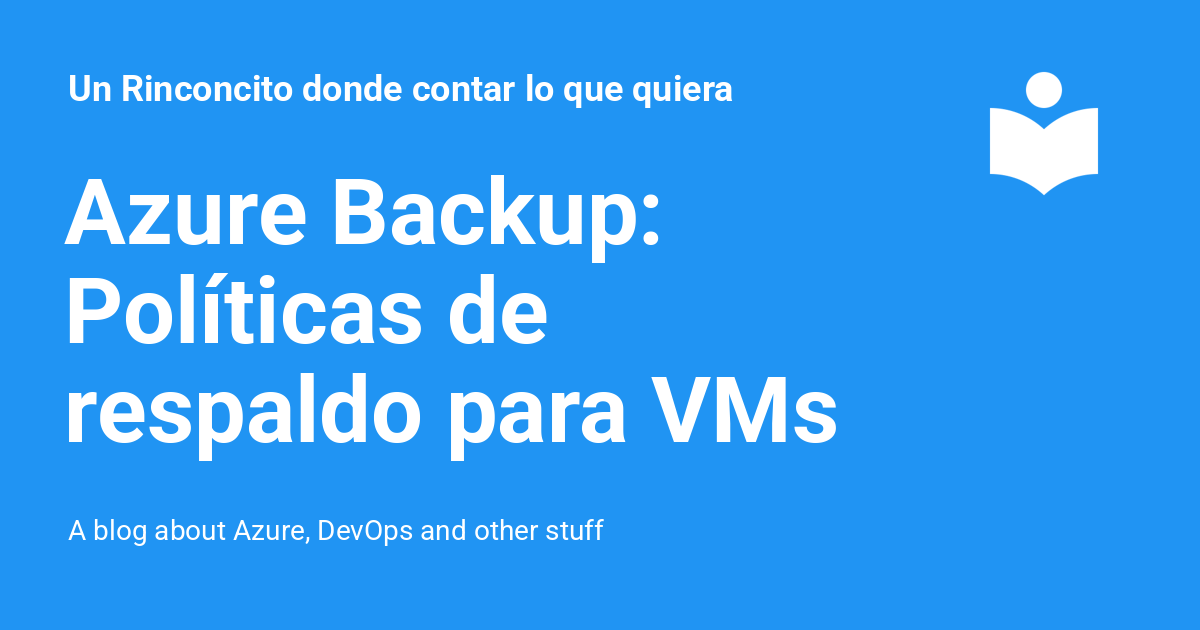 Un Rinconcito donde contar lo que quiera
Azure Backup:
Políticas de
respaldo para VMs
A blog about Azure, DevOps and other stuff